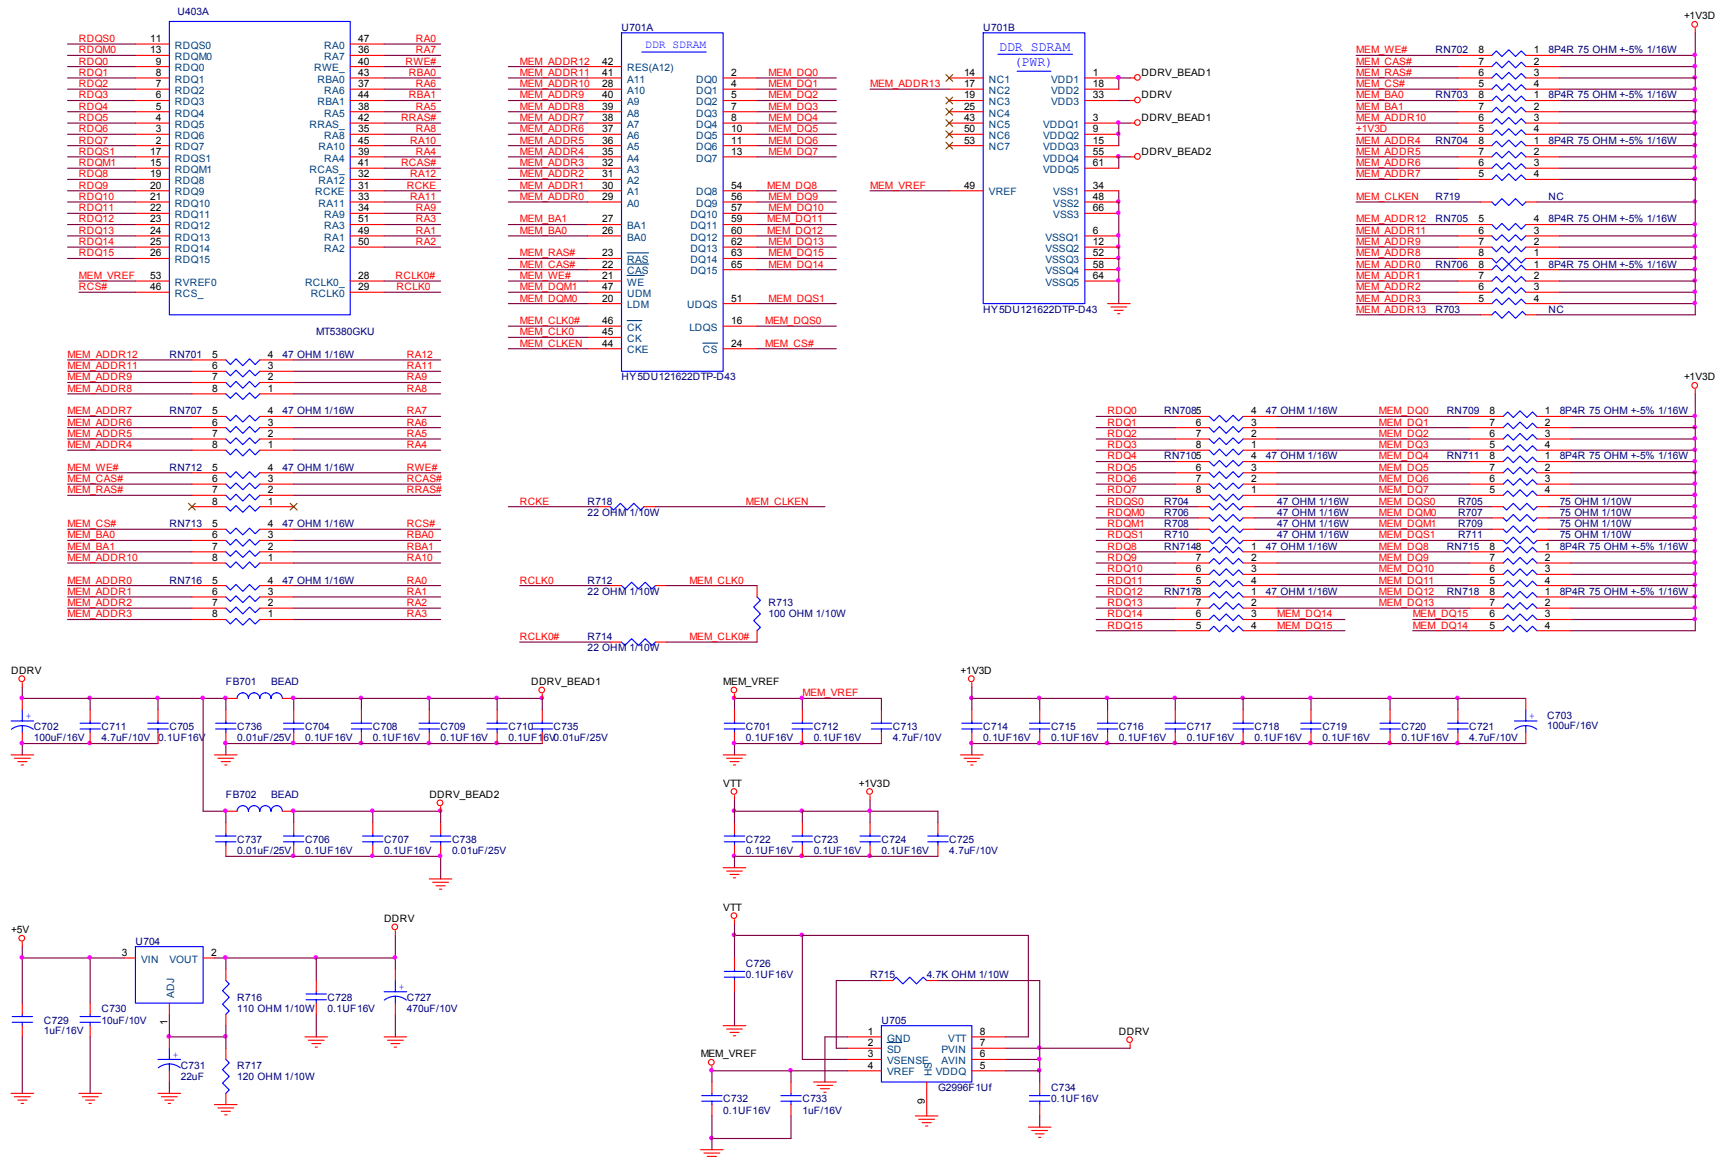 U403A
RDQS0 11 RDQS0 RA0 47 RA0
RDQM0 13 RDQM0 RA7 36 RA7
RDQ0 9 RDQ0 RWE_ 40 RWE#
RDQ1 8 RDQ1 RBA0 43 RBA0
RDQ2 7 RDQ2 RA6 37 RA6
RDQ3 6 RDQ3 RBA1 44 RBA1
RDQ4 5 RDQ4 RA5 38 RA5
RDQ5 4 RDQ5 RRAS_ 42 RRAS#
RDQ6 3 RDQ6 RA8 35 RA8
RDQ7 2 RDQ7 RA10 45 RA10
RDQS1 17 RDQS1 RA4 39 RA4
RDQM1 15 RDQM1 RCAS_ 41 RCAS#
RDQ8 19 RDQ8 RA12 32 RA12
RDQ9 20 RDQ9 RCKE 31 RCKE
RDQ10 21 RDQ10 RA11 33 RA11
RDQ11 22 RDQ11 RA9 34 RA9
RDQ12 23 RDQ12 RA3 51 RA3
RDQ13 24 RDQ13 RA1 49 RA1
RDQ14 25 RDQ14 RA2 50 RA2
RDQ15 26 RDQ15
MEM_VREF 53 RVREF0 RCLK0_ 28 RCLK0#
RCS# 46 RCS_ RCLK0 29 RCLK0
MT5380GKU
U701A
DDR SDRAM
MEM_ADDR12 42 RES(A12)
MEM_ADDR11 41 A11 DQ0 2 MEM_DQ0
MEM_ADDR10 28 A10 DQ1 4 MEM_DQ1
MEM_ADDR9 40 A9 DQ2 5 MEM_DQ2
MEM_ADDR8 39 A8 DQ3 7 MEM_DQ3
MEM_ADDR7 38 A7 DQ4 8 MEM_DQ4
MEM_ADDR6 37 A6 DQ5 10 MEM_DQ5
MEM_ADDR5 36 A5 DQ6 11 MEM_DQ6
MEM_ADDR4 35 A4 DQ7 13 MEM_DQ7
MEM_ADDR3 32 A3
MEM_ADDR2 31 A2
MEM_ADDR1 30 A1 DQ8 54 MEM_DQ8
MEM_ADDR0 29 A0 DQ9 56 MEM_DQ9
DQ10 57 MEM_DQ10
MEM_BA1 27 BA1 DQ11 59 MEM_DQ11
MEM_BA0 26 BA0 DQ12 60 MEM_DQ12
DQ13 62 MEM_DQ13
MEM_RAS# 23 RAS DQ14 63 MEM_DQ15
MEM_CAS# 22 CAS DQ15 65 MEM_DQ14
MEM_WE# 21 WE
MEM_DQM1 47 UDM
MEM_DQM0 20 LDM UDQS 51 MEM_DQS1
MEM_CLK0# 46 CK LDQS 16 MEM_DQS0
MEM_CLK0 45 CK
MEM_CLKEN 44 CKE CS 24 MEM_CS#
HY5DU121622DTP-D43
U701B
DDR SDRAM
(PWR)
14 NC1 VDD1 1 DDRV_BEAD1
MEM_ADDR13 17 NC2 VDD2 18
19 NC3 VDD3 33 DDRV
25 NC4
43 NC5 VDDQ1 3 DDRV_BEAD1
50 NC6 VDDQ2 9
53 NC7 VDDQ3 15
VDDQ4 55 DDRV_BEAD2
VDDQ5 61
MEM_VREF 49 VREF VSS1 34
VSS2 48
VSS3 66
VSSQ1 6
VSSQ2 12
VSSQ3 52
VSSQ4 58
VSSQ5 64
HY5DU121622DTP-D43
+1V3D
MEM_WE# RN702 8 1 8P4R 75 OHM +-5% 1/16W
MEM_CAS# 7 2
MEM_RAS# 6 3
MEM_CS# 5 4
MEM_BA0 RN703 8 1 8P4R 75 OHM +-5% 1/16W
MEM_BA1 7 2
MEM_ADDR10 6 3
+1V3D 5 4
MEM_ADDR4 RN704 8 1 8P4R 75 OHM +-5% 1/16W
MEM_ADDR5 7 2
MEM_ADDR6 6 3
MEM_ADDR7 5 4
MEM_CLKEN R719 NC
MEM_ADDR12 RN705 5 4 8P4R 75 OHM +-5% 1/16W
MEM_ADDR11 6 3
MEM_ADDR9 7 2
MEM_ADDR8 8 1
MEM_ADDR0 RN706 8 1 8P4R 75 OHM +-5% 1/16W
MEM_ADDR1 7 2
MEM_ADDR2 6 3
MEM_ADDR3 5 4
MEM_ADDR13 R703 NC
MEM_ADDR12 RN701 5 4 47 OHM 1/16W RA12
MEM_ADDR11 6 3 RA11
MEM_ADDR9 7 2 RA9
MEM_ADDR8 8 1 RA8
MEM_ADDR7 RN707 5 4 47 OHM 1/16W RA7
MEM_ADDR6 6 3 RA6
MEM_ADDR5 7 2 RA5
MEM_ADDR4 8 1 RA4
MEM_WE# RN712 5 4 47 OHM 1/16W RWE#
MEM_CAS# 6 3 RCAS#
MEM_RAS# 7 2 RRAS#
8 1
MEM_CS# RN713 5 4 47 OHM 1/16W RCS#
MEM_BA0 6 3 RBA0
MEM_BA1 7 2 RBA1
MEM_ADDR10 8 1 RA10
MEM_ADDR0 RN716 5 4 47 OHM 1/16W RA0
MEM_ADDR1 6 3 RA1
MEM_ADDR2 7 2 RA2
MEM_ADDR3 8 1 RA3
RCKE R718 MEM_CLKEN
22 OHM 1/10W
RCLK0 R712 MEM_CLK0
22 OHM 1/10W
R713
100 OHM 1/10W
RCLK0# R714 MEM_CLK0#
22 OHM 1/10W
+1V3D
RDQ0 RN708 5 4 47 OHM 1/16W MEM_DQ0 RN709 8 1 8P4R 75 OHM +-5% 1/16W
RDQ1 6 3 MEM_DQ1 7 2
RDQ2 7 2 MEM_DQ2 6 3
RDQ3 8 1 MEM_DQ3 5 4
RDQ4 RN710 5 4 47 OHM 1/16W MEM_DQ4 RN711 8 1 8P4R 75 OHM +-5% 1/16W
RDQ5 6 3 MEM_DQ5 7 2
RDQ6 7 2 MEM_DQ6 6 3
RDQ7 8 1 MEM_DQ7 5 4
RDQS0 R704 47 OHM 1/16W MEM_DQS0 R705 75 OHM 1/10W
RDQM0 R706 47 OHM 1/16W MEM_DQM0 R707 75 OHM 1/10W
RDQM1 R708 47 OHM 1/16W MEM_DQM1 R709 75 OHM 1/10W
RDQS1 R710 47 OHM 1/16W MEM_DQS1 R711 75 OHM 1/10W
RDQ8 RN714 8 1 47 OHM 1/16W MEM_DQ8 RN715 8 1 8P4R 75 OHM +-5% 1/16W
RDQ9 7 2 MEM_DQ9 7 2
RDQ10 6 3 MEM_DQ10 6 3
RDQ11 5 4 MEM_DQ11 5 4
RDQ12 RN717 8 1 47 OHM 1/16W MEM_DQ12 RN718 8 1 8P4R 75 OHM +-5% 1/16W
RDQ13 7 2 MEM_DQ13 7 2
RDQ14 6 3 MEM_DQ14 MEM_DQ15 6 3
RDQ15 5 4 MEM_DQ15 MEM_DQ14 5 4
DDRV FB701 BEAD DDRV_BEAD1
C702 C711 C705 C736 C704 C708 C709 C710 C735
100uF/16V 4.7uF/10V 0.1UF16V 0.01uF/25V 0.1UF16V 0.1UF16V 0.1UF16V 0.1UF16V 0.01uF/25V
FB702 BEAD DDRV_BEAD2
C737 C706 C707 C738
0.01uF/25V 0.1UF16V 0.1UF16V 0.01uF/25V
MEM_VREF MEM_VREF
C701 C712 C713
0.1UF16V 0.1UF16V 4.7uF/10V
+1V3D
C714 C715 C716 C717 C718 C719 C720 C721 C703
0.1UF16V 0.1UF16V 0.1UF16V 0.1UF16V 0.1UF16V 0.1UF16V 0.1UF16V 4.7uF/10V 100uF/16V
VTT +1V3D
C722 C723 C724 C725
0.1UF16V 0.1UF16V 0.1UF16V 4.7uF/10V
+5V U704 DDRV
3 VIN VOUT 2
ADJ
1
C729 1uF/16V
C730 10uF/10V
R716 110 OHM 1/10W
C728 0.1UF16V
C727 470uF/10V
C731 22uF
R717 120 OHM 1/10W
VTT
C726
0.1UF16V
R715 4.7K OHM 1/10W
U705
1 GND VTT 8
2 SD PVIN 7 DDRV
3 VSENSE AVIN 6
4 VREF VDDQ 5
HS
9
G2996F1Uf
MEM_VREF
C732 C733 C734
0.1UF16V 1uF/16V 0.1UF16V